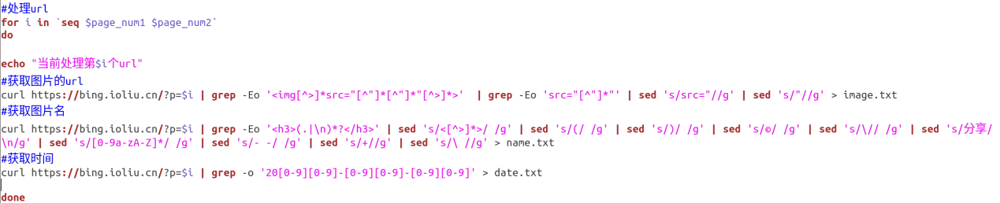 #处理url
for i in `seq $page_num1 $page_num2`
do
echo "当前处理第$i个url"
#获取图片的url
curl https://bing.ioliu.cn/?p=$i | grep -Eo '<img[^>]*src="[^"]*[^"]*"[^>]*>'  | grep -Eo 'src="[^"]*"' | sed 's/src="//g' | sed 's/"//g' > image.txt
#获取图片名
curl https://bing.ioliu.cn/?p=$i | grep -Eo '<h3>(.|\n)*?</h3>' | sed 's/<[^>]*>/ /g' | sed 's/(/ /g' | sed 's/)/ /g' | sed 's/©/ /g' | sed 's/\// /g' | sed 's/分享/
\n/g' | sed 's/[0-9a-zA-Z]*/ /g' | sed 's/- -/ /g' | sed 's/+//g' | sed 's/\ //g' > name.txt
#获取时间
curl https://bing.ioliu.cn/?p=$i | grep -o '20[0-9][0-9]-[0-9][0-9]-[0-9][0-9]' > date.txt
done